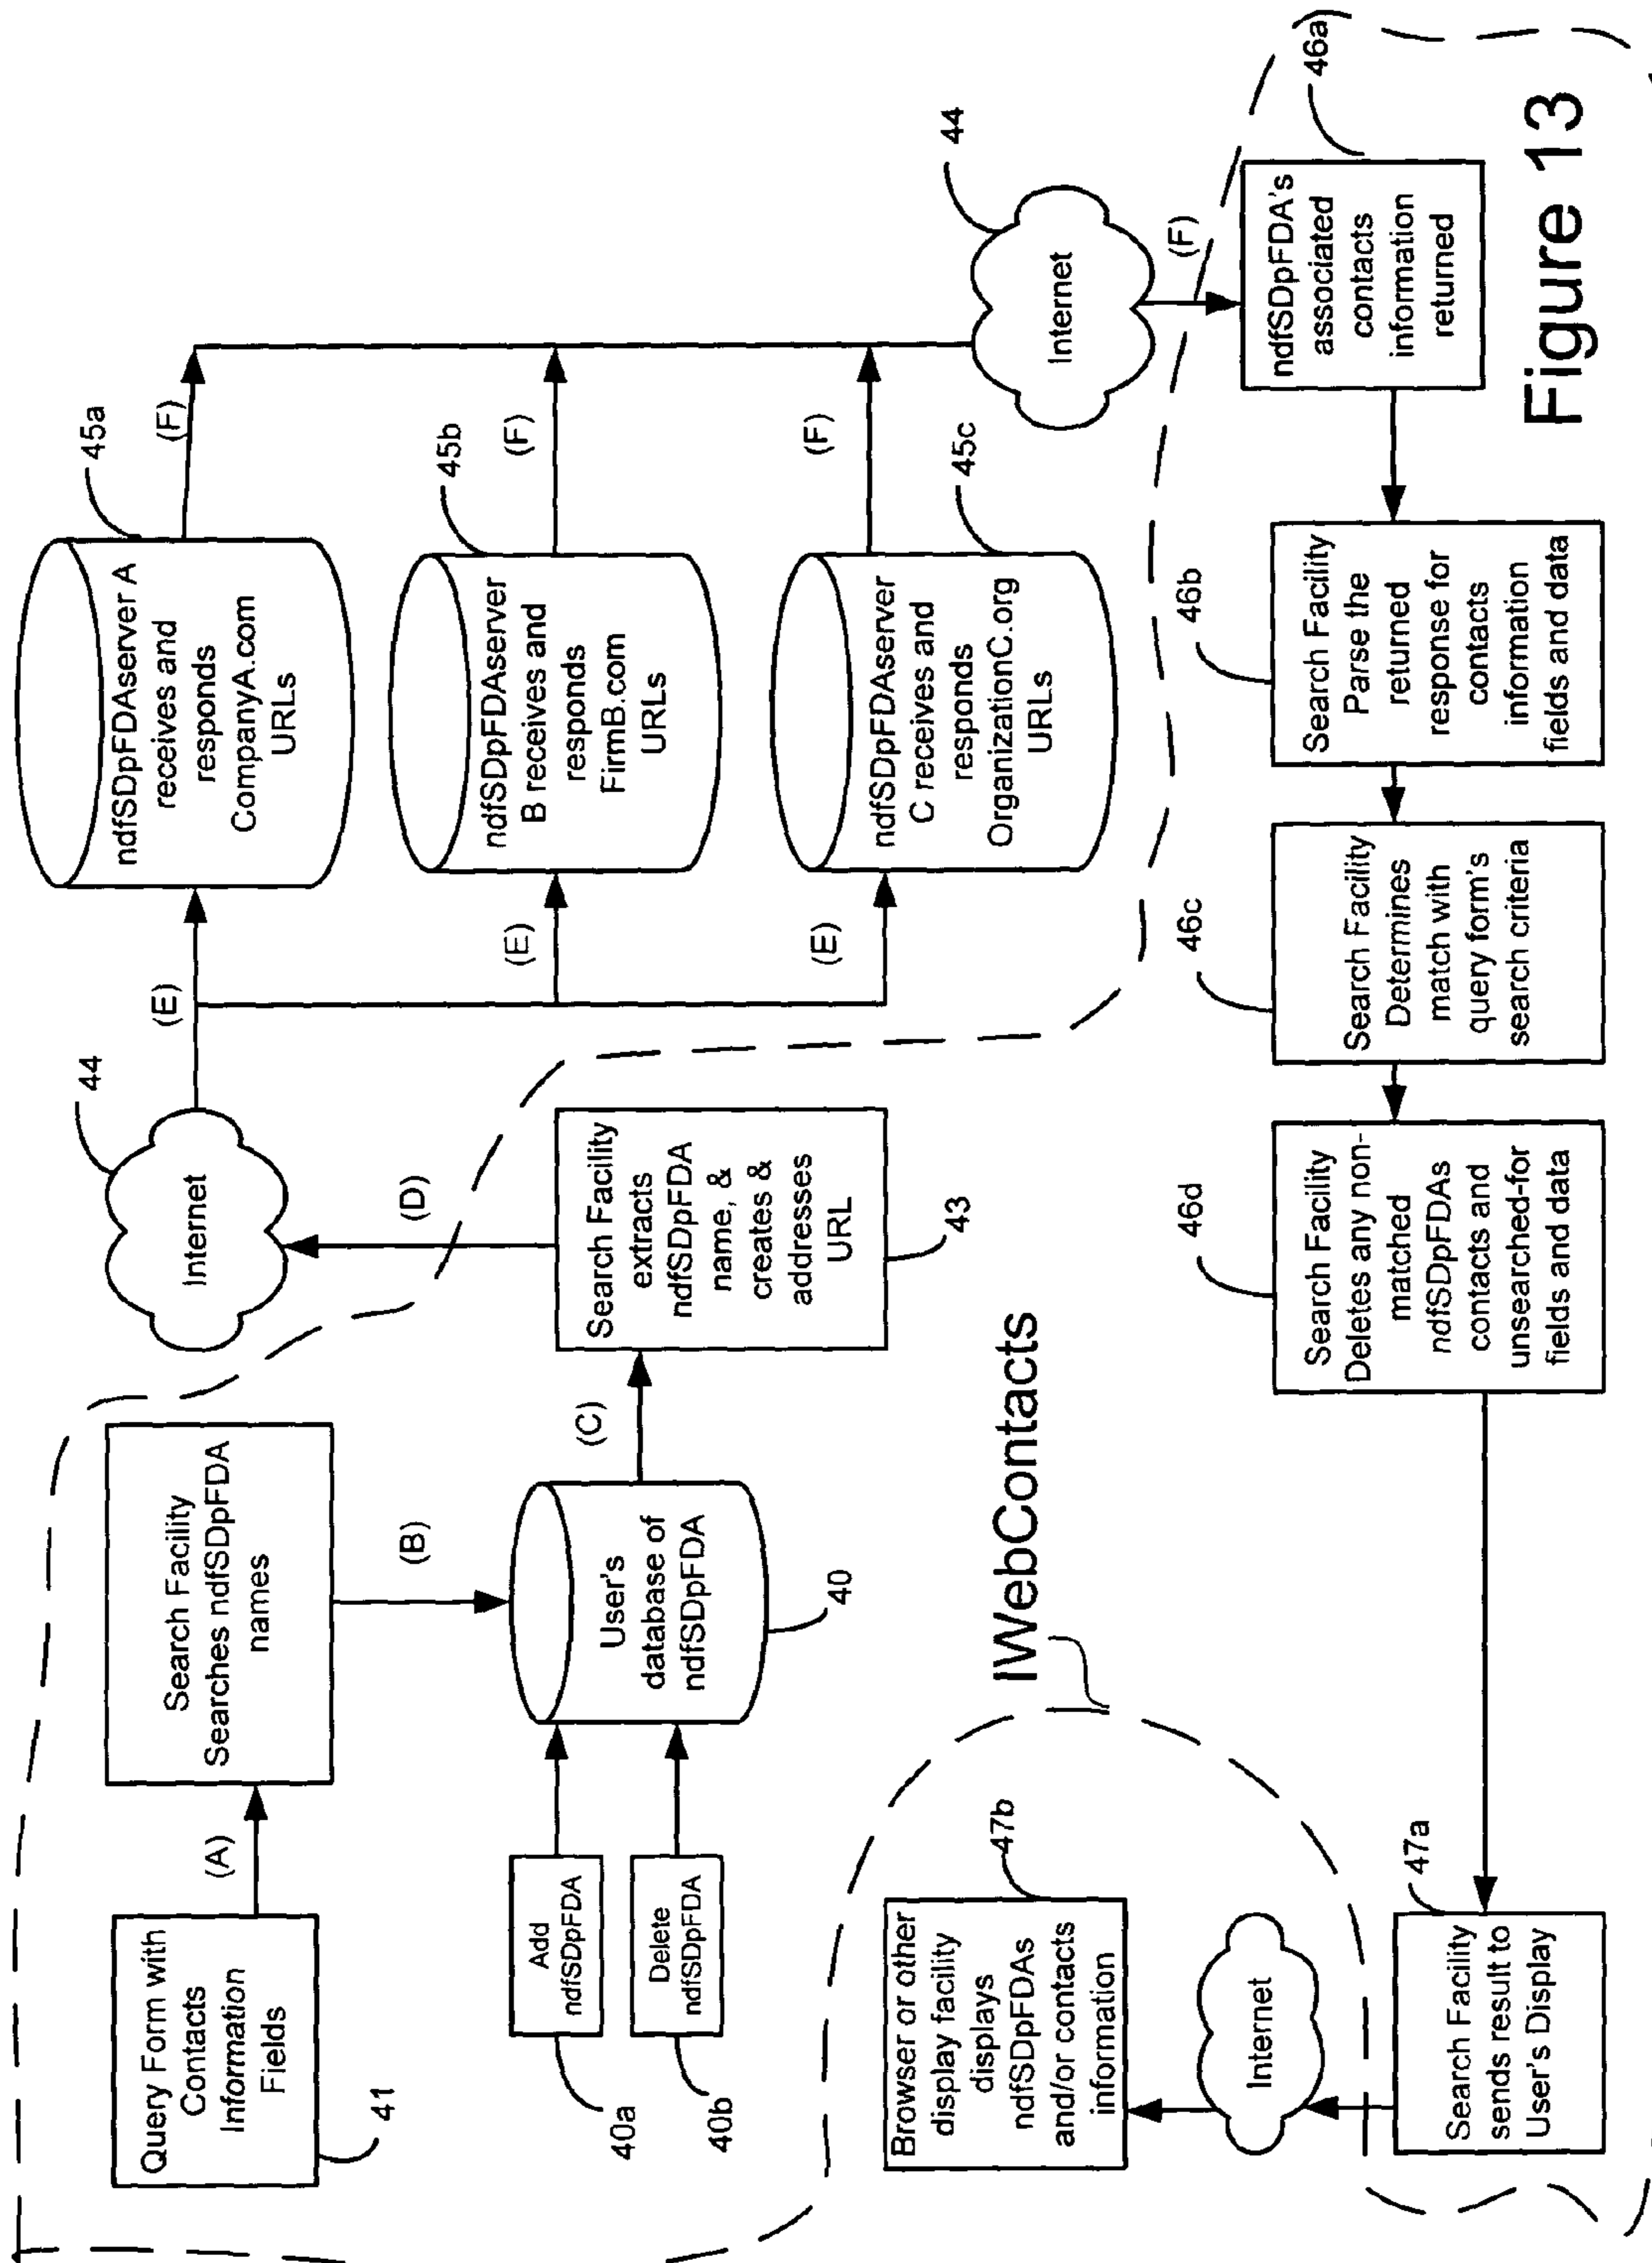 Query Form with
Contacts
Information
Fields
41
(A)
Search Facility
Searches ndfSDpFDA
names
(B)
Add
ndfSDpFDA
40a
Delete
ndfSDpFDA
40b
User's
database of
ndfSDpFDA
40
(C)
Search Facility
extracts
ndfSDpFDA
name, &
creates &
addresses
URL
43
(D)
Internet
44
(E)
(E)
(E)
ndfSDpFDAserver A
receives and
responds
CompanyA.com
URLs
45a
(F)
ndfSDpFDAserver
B receives and
responds
FirmB.com
URLs
45b
(F)
ndfSDpFDAserver
C receives and
responds
OrganizationC.org
URLs
45c
(F)
Internet
44
(F)
ndfSDpFDA's
associated
contacts
information
returned
46a
Search Facility
Parse the
returned
response for
contacts
information
fields and data
46b
Search Facility
Determines
match with
query form's
search criteria
46c
Search Facility
Deletes any non-
matched
ndfSDpFDAs
contacts and
unsearched-for
fields and data
46d
IWebContacts
Search Facility
sends result to
User's Display
47a
Internet
Browser or other
display facility
displays
ndfSDpFDAs
and/or contacts
information
47b
Figure 13